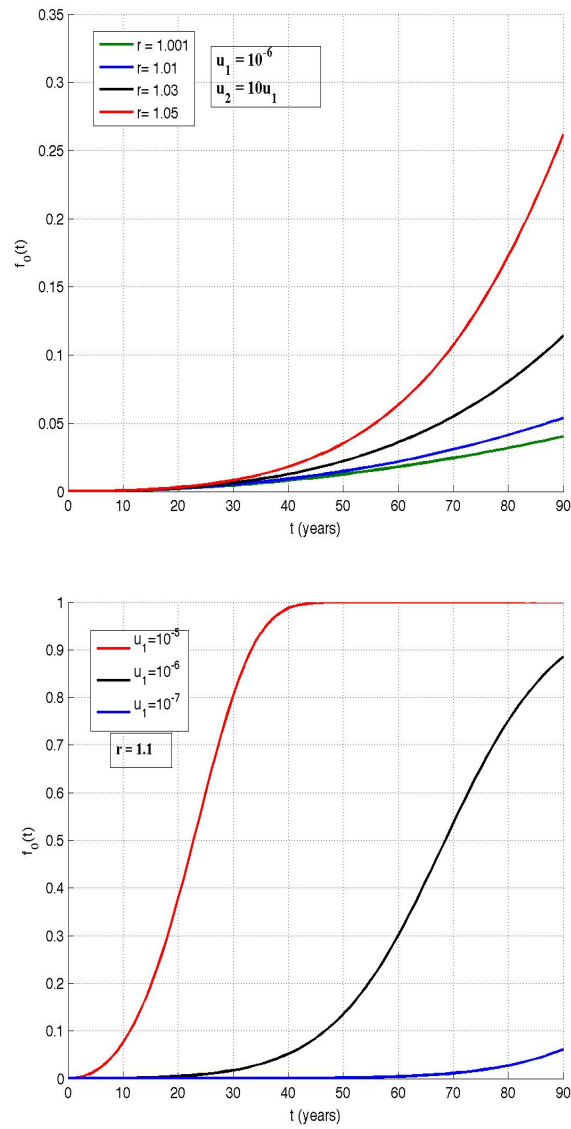 0.35
r = 1.001
r= 1.01
r= 1.03
r= 1.05
u₁ = 10⁻⁶
u₂ = 10u₁
0.3
0.25
0.2
0.15
0.1
0.05
0
fₒ(t)
0 10 20 30 40 50 60 70 80 90
t (years)
1
u₁=10⁻⁵
u₁=10⁻⁶
u₁=10⁻⁷
r = 1.1
0.9
0.8
0.7
0.6
0.5
0.4
0.3
0.2
0.1
0
fₒ(t)
0 10 20 30 40 50 60 70 80 90
t (years)